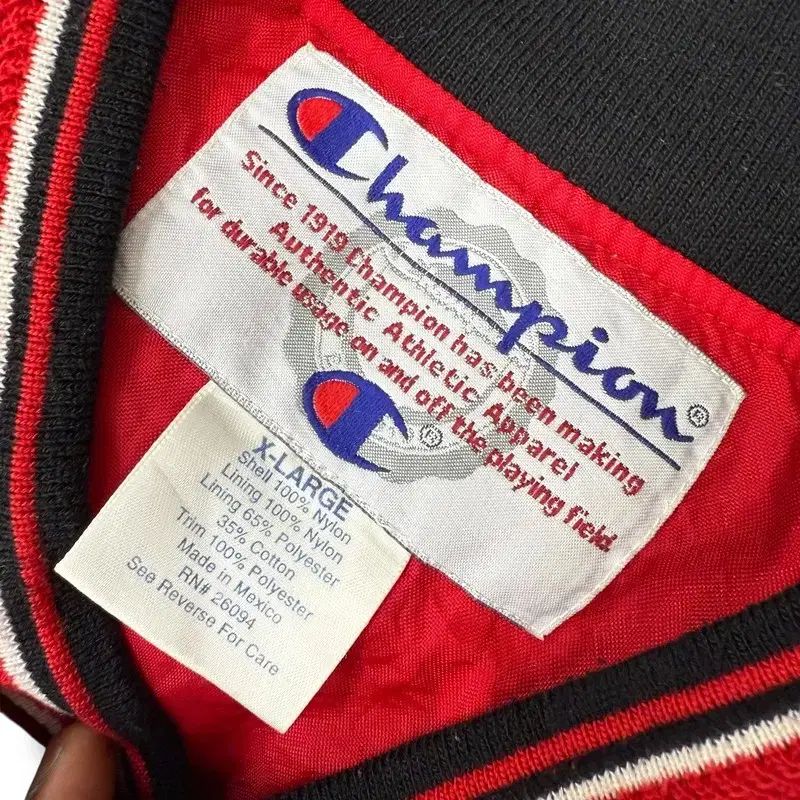 Champion®
Since 1919 Champion has been making
Authentic Athletic Apparel
for durable usage on and off the playing field.
®
X-LARGE
Shell 100% Nylon
Lining 100% Nylon
Lining 65% Polyester
35% Cotton
Trim 100% Polyester
Made in Mexico
RN# 26094
See Reverse For Care